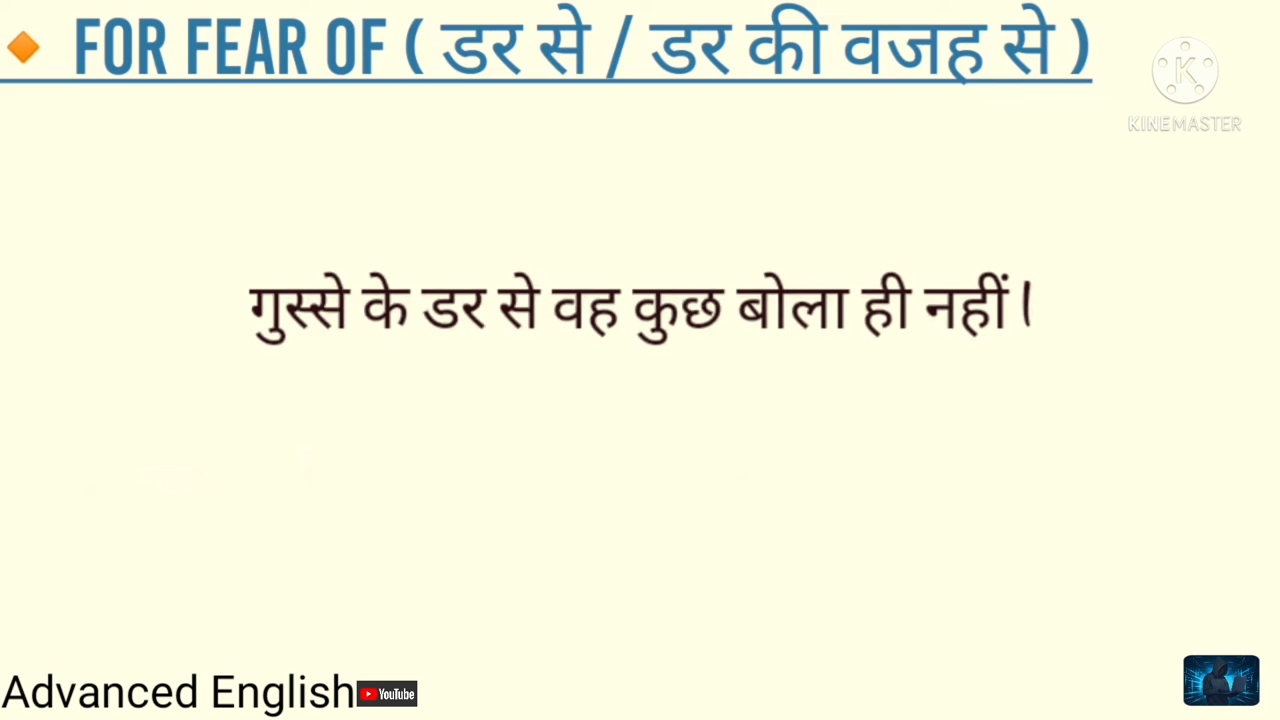 🔸 FOR FEAR OF ( डर से / डर की वजह से )
K
KINEMASTER
गुस्से के डर से वह कुछ बोला ही नहीं।
Advanced English YouTube